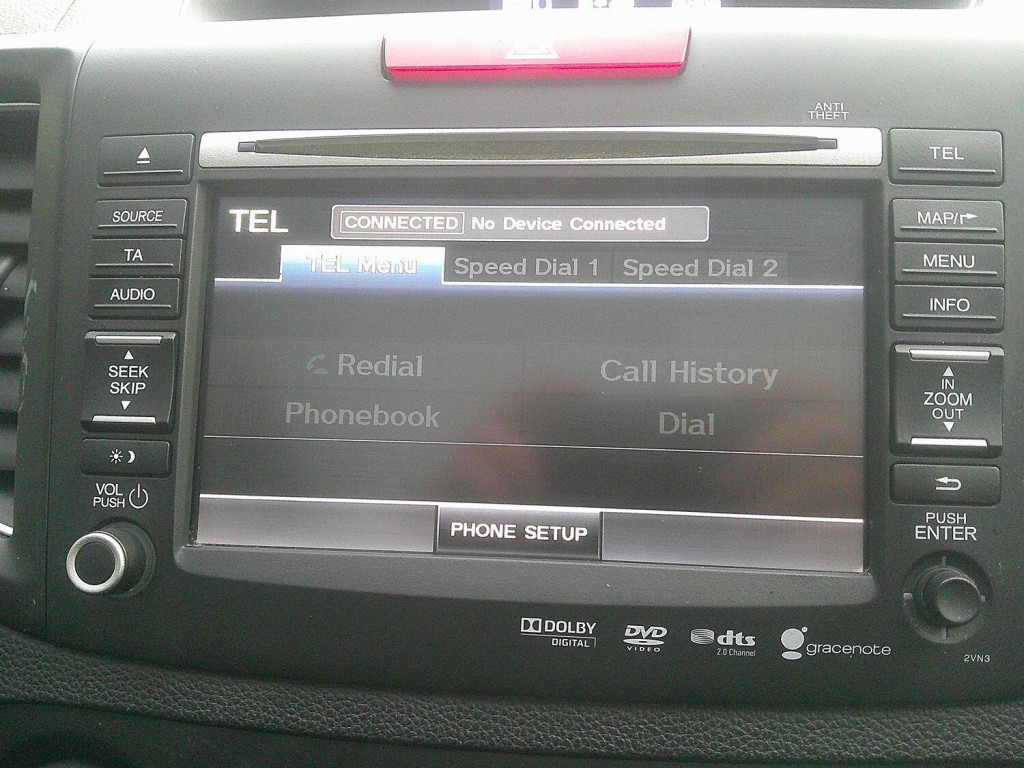 ANTI
THEFT
TEL
SOURCE
TA
AUDIO
SEEK
SKIP
VOL
PUSH
TEL
CONNECTED No Device Connected
TEL Menu Speed Dial 1 Speed Dial 2
Redial Call History
Phonebook Dial
PHONE SETUP
MAP/
MENU
INFO
IN
ZOOM
OUT
PUSH
ENTER
DOLBY
DIGITAL
DVD
VIDEO
dts
2.0 Channel
gracenote
2VN3